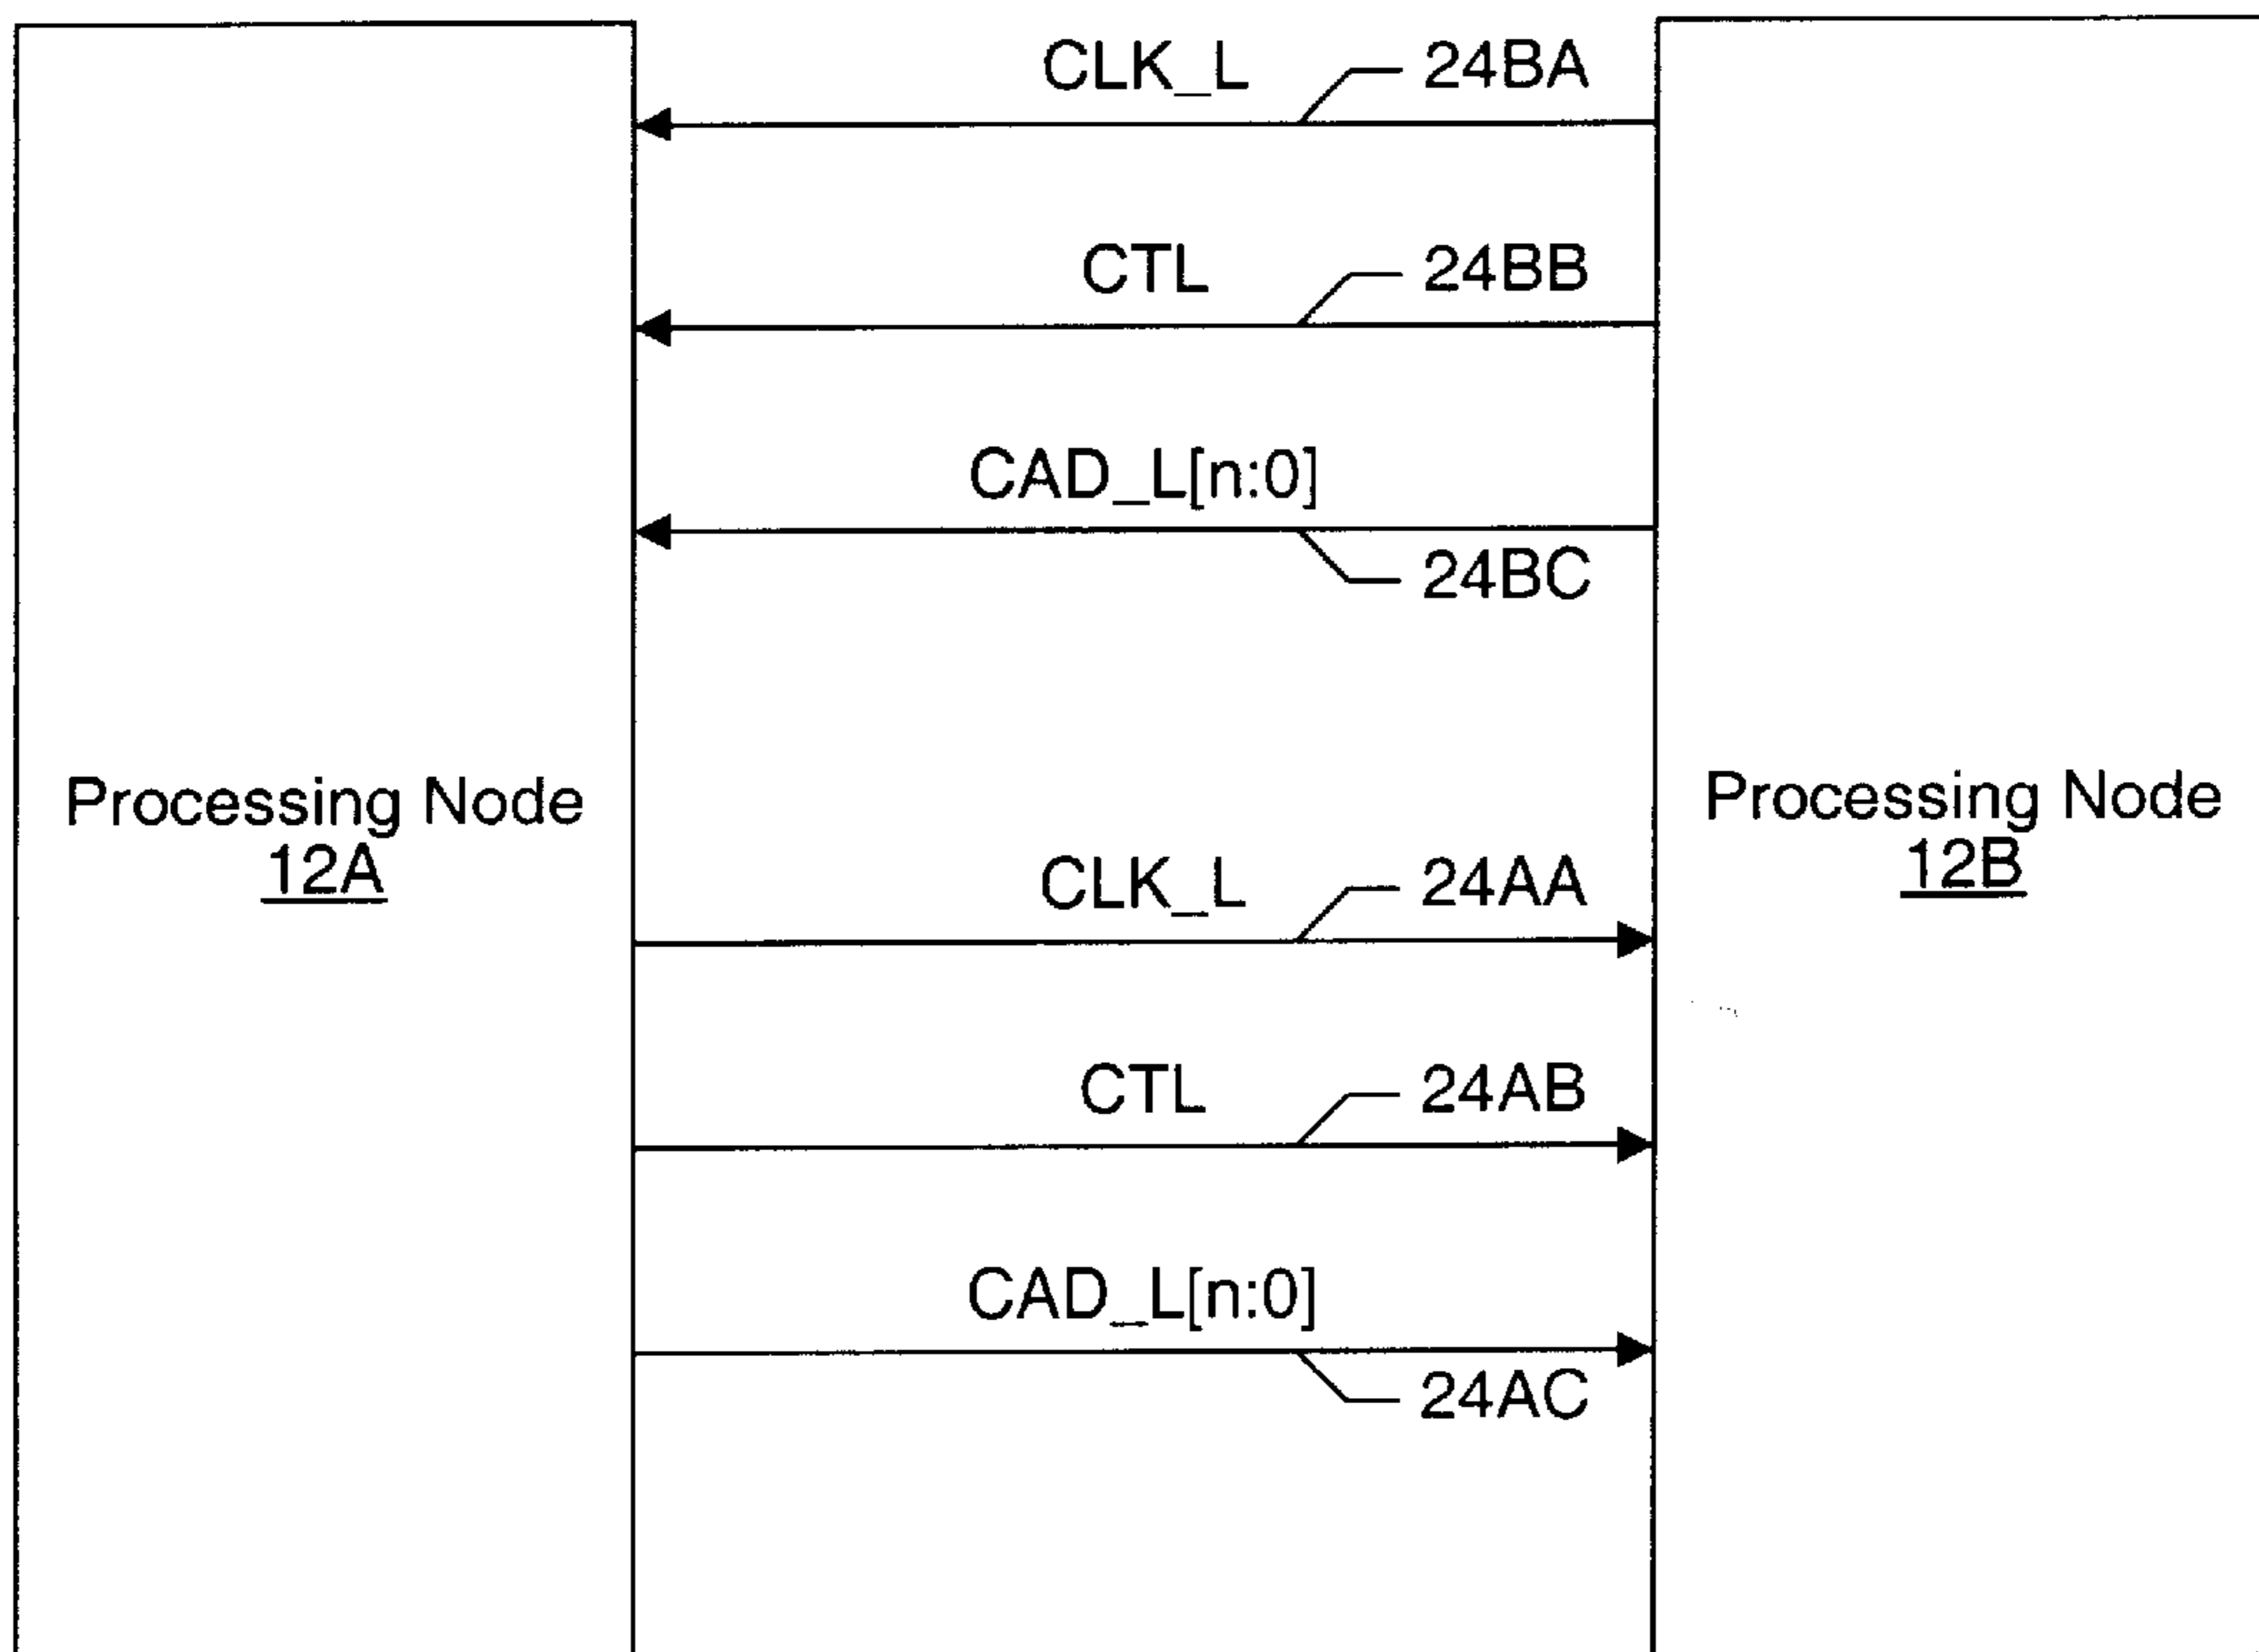 CLK_L 24BA
CTL 24BB
CAD_L[n:0]
24BC
Processing Node
12A
Processing Node
12B
CLK_L 24AA
CTL 24AB
CAD_L[n:0]
24AC